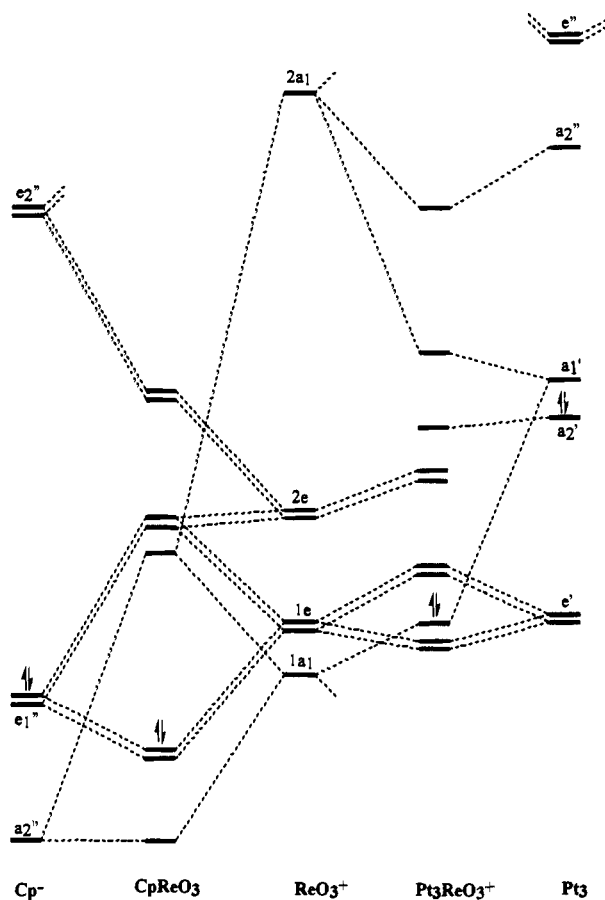 e"
2a1
a2"
e2"
a1'
a2'
2e
1e
e'
1a1
e1"
a2"
Cp- CpReO3 ReO3+ Pt3ReO3+ Pt3